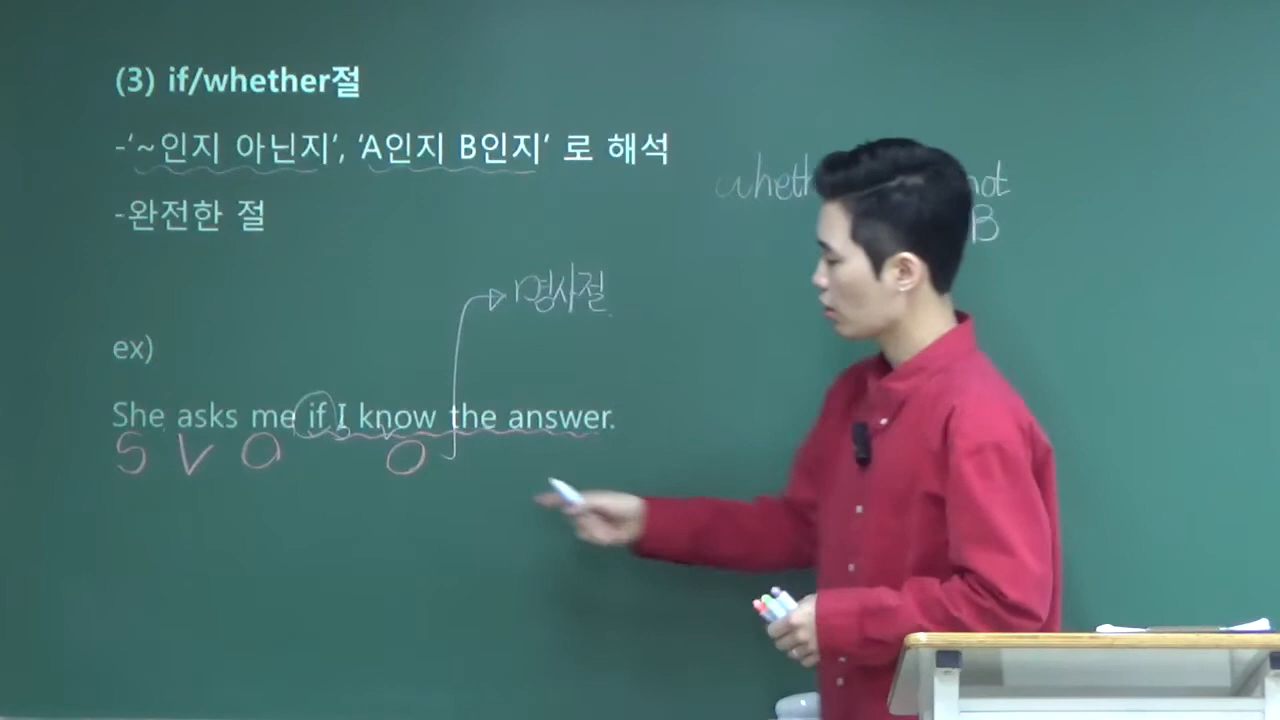 (3) if/whether절
-‘~인지 아닌지’, ‘A인지 B인지’ 로 해석
not
-완전한 절
B
명사절
ex)
She asks me if I know the answer.
S V O O